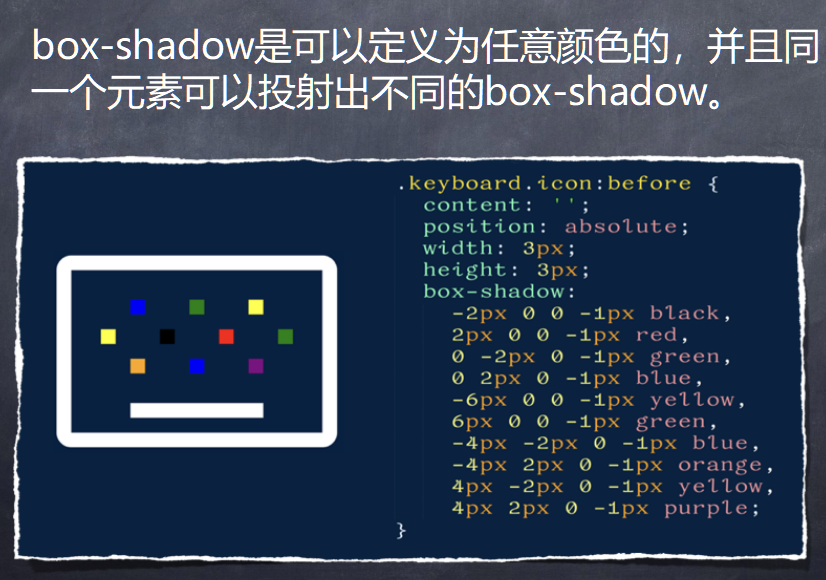 box-shadow是可以定义为任意颜色的，并且同
一个元素可以投射出不同的box-shadow。
.keyboard.icon:before {
content: '';
position: absolute;
width: 3px;
height: 3px;
box-shadow:
-2px 0 0 -1px black,
2px 0 0 -1px red,
0 -2px 0 -1px green,
0 2px 0 -1px blue,
-6px 0 0 -1px yellow,
6px 0 0 -1px green,
-4px -2px 0 -1px blue,
-4px 2px 0 -1px orange,
4px -2px 0 -1px yellow,
4px 2px 0 -1px purple;
}